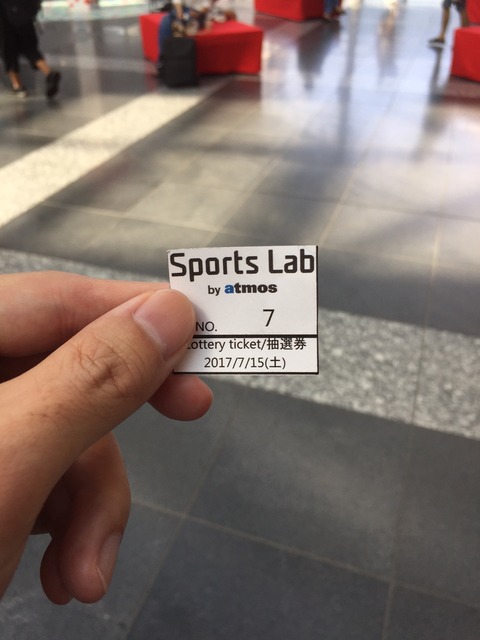 Sports Lab
by atmos
NO. 7
Lottery ticket/抽選券
2017/7/15(土)